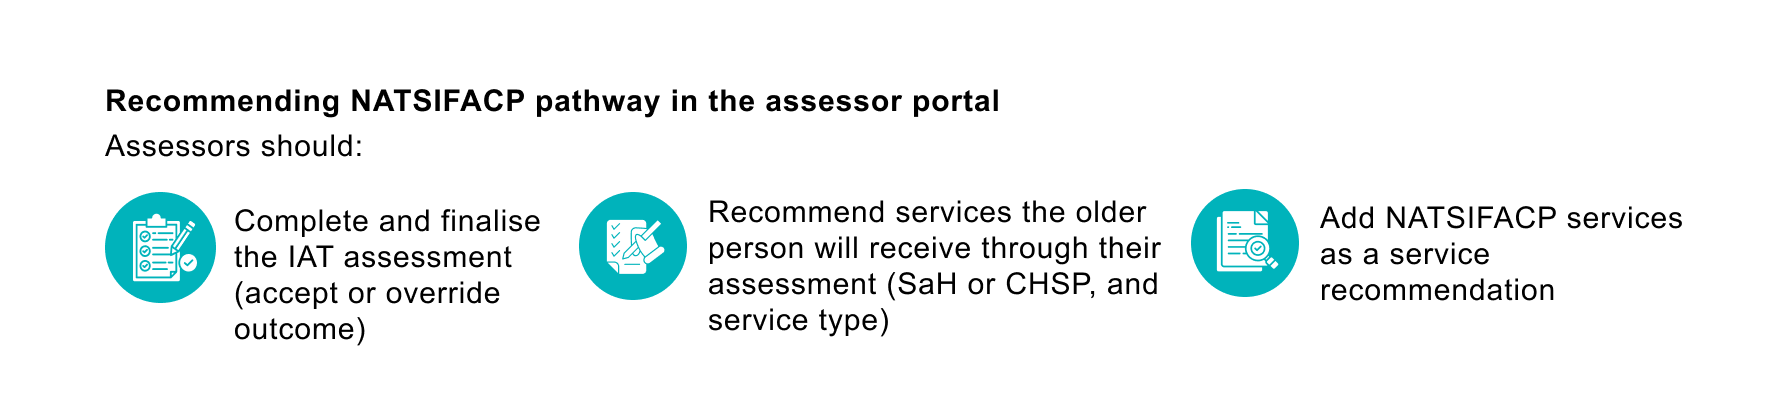 Recommending NATSIFACP pathway in the assessor portal
Assessors should:
Complete and finalise
the IAT assessment
(accept or override
outcome)
Recommend services the older
person will receive through their
assessment (SaH or CHSP, and
service type)
Add NATSIFACP services
as a service
recommendation